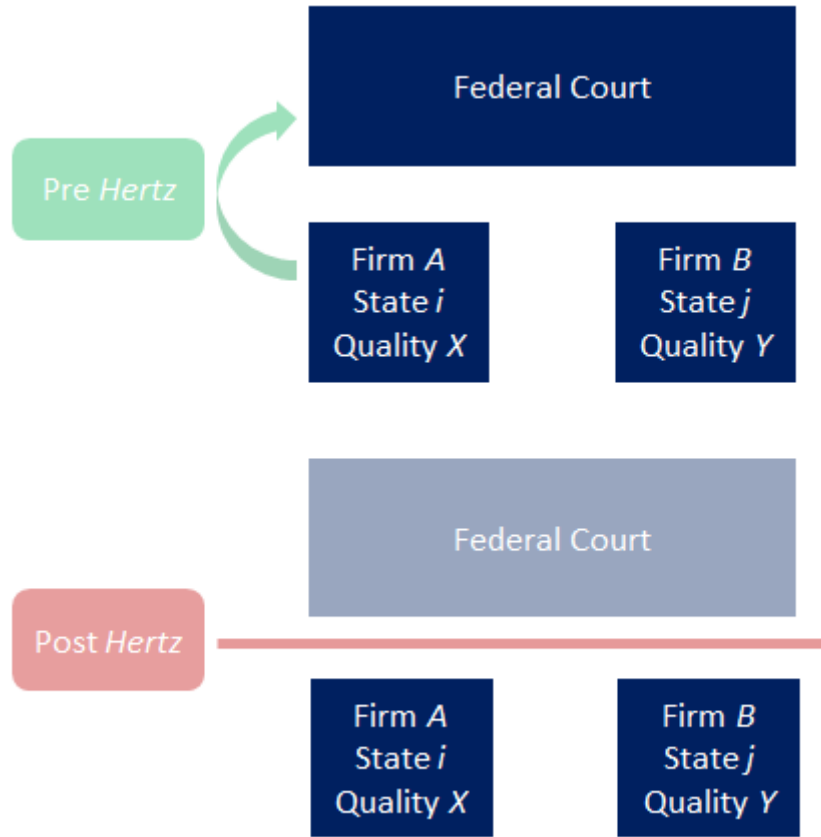 Federal Court
Pre Hertz
Firm A
State i
Quality X
Firm B
State j
Quality Y
Federal Court
Post Hertz
Firm A
State i
Quality X
Firm B
State j
Quality Y